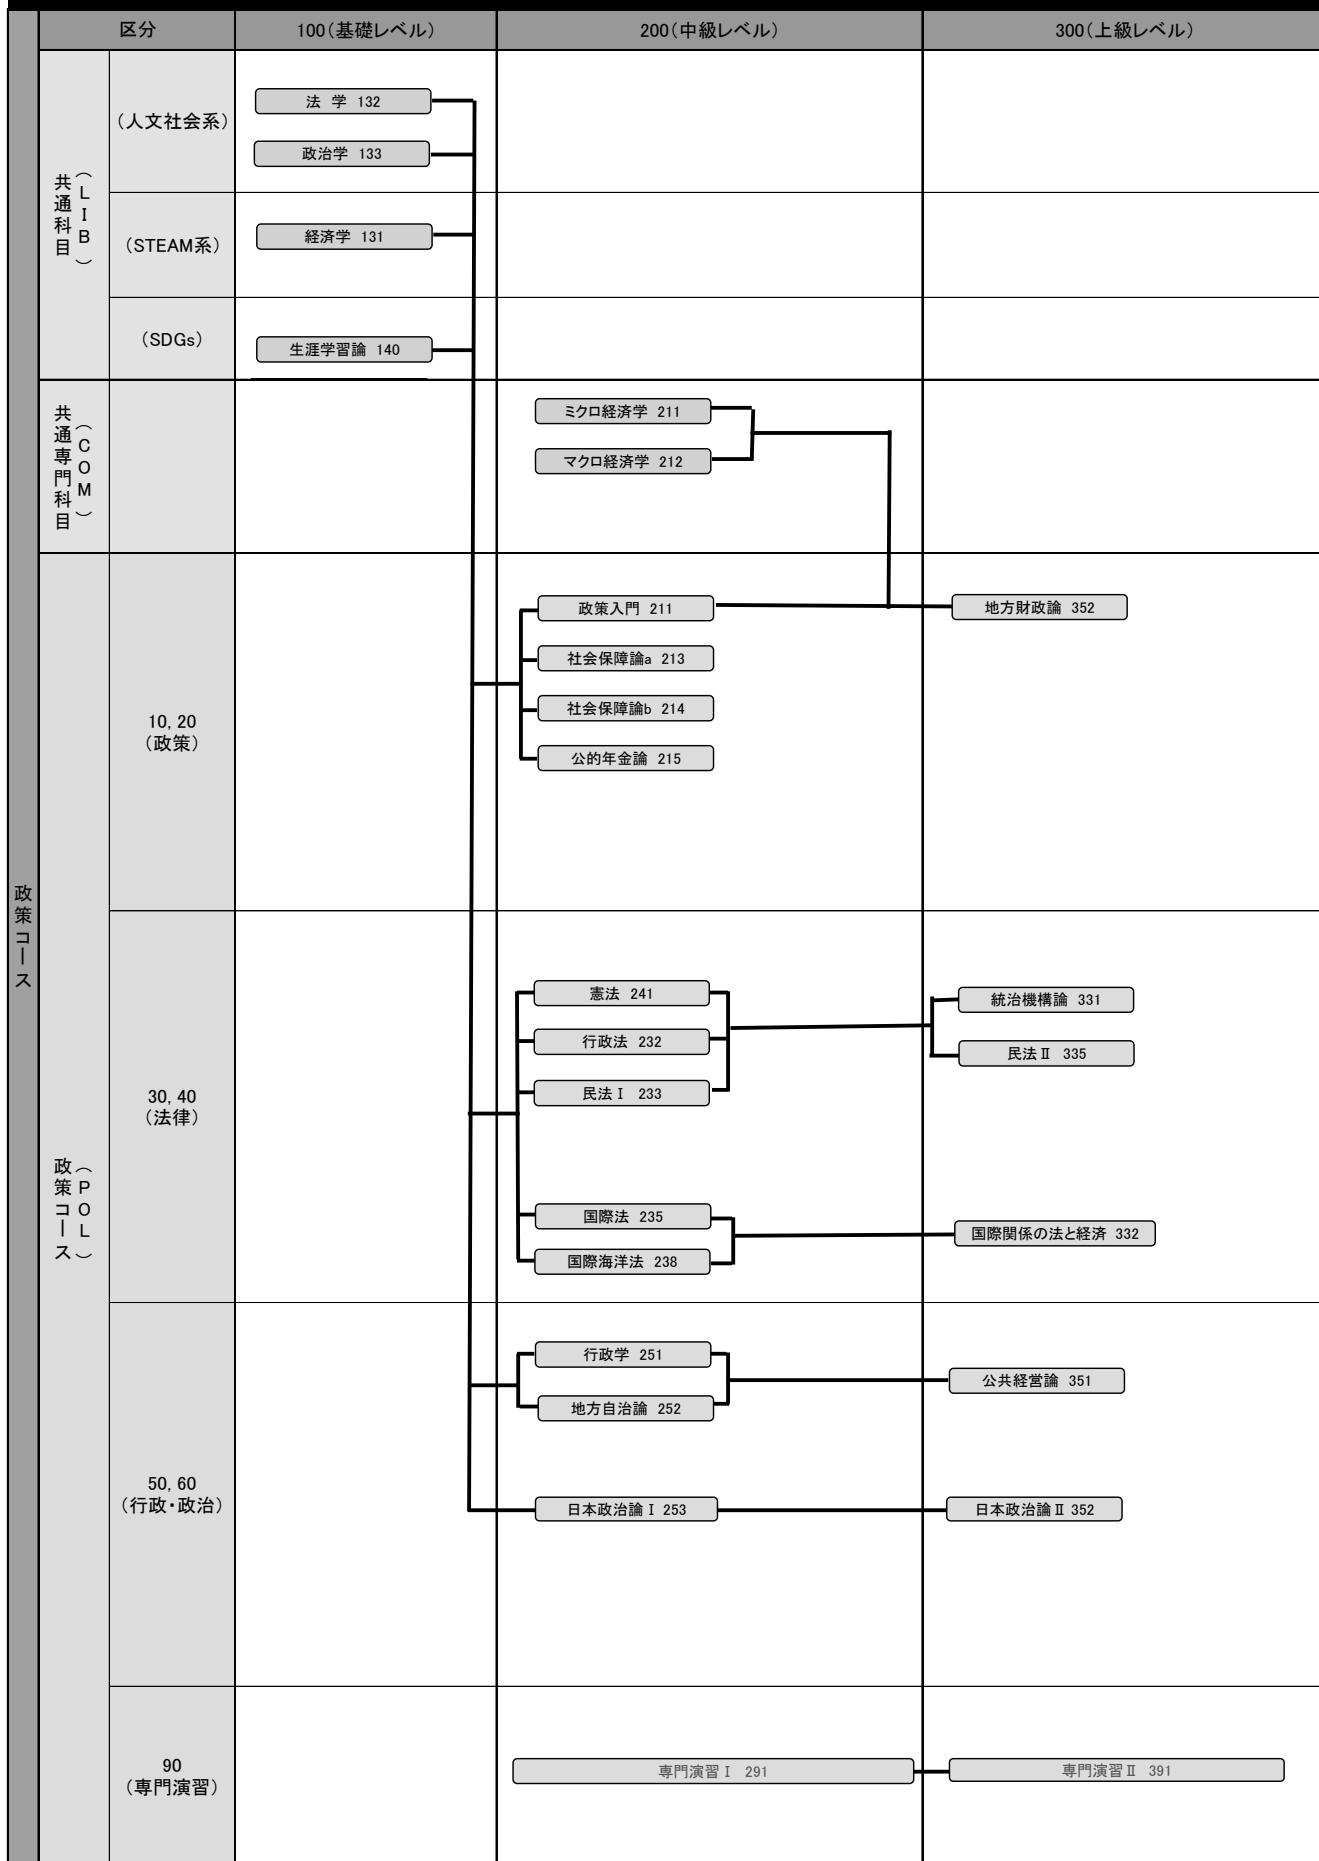 区分
100(基礎レベル)
200(中級レベル)
300(上級レベル)
政策コース
共通科目
(LIB)
(人文社会系)
法 学 132
政治学 133
(STEAM系)
経済学 131
(SDGs)
生涯学習論 140
共通専門科目
(COM)
ミクロ経済学 211
マクロ経済学 212
政策コース
(POL)
10, 20
(政策)
政策入門 211
地方財政論 352
社会保障論a 213
社会保障論b 214
公的年金論 215
30, 40
(法律)
憲法 241
統治機構論 331
行政法 232
民法Ⅱ 335
民法Ⅰ 233
国際法 235
国際関係の法と経済 332
国際海洋法 238
50, 60
(行政・政治)
行政学 251
公共経営論 351
地方自治論 252
日本政治論Ⅰ 253
日本政治論Ⅱ 352
90
(専門演習)
専門演習Ⅰ 291
専門演習Ⅱ 391